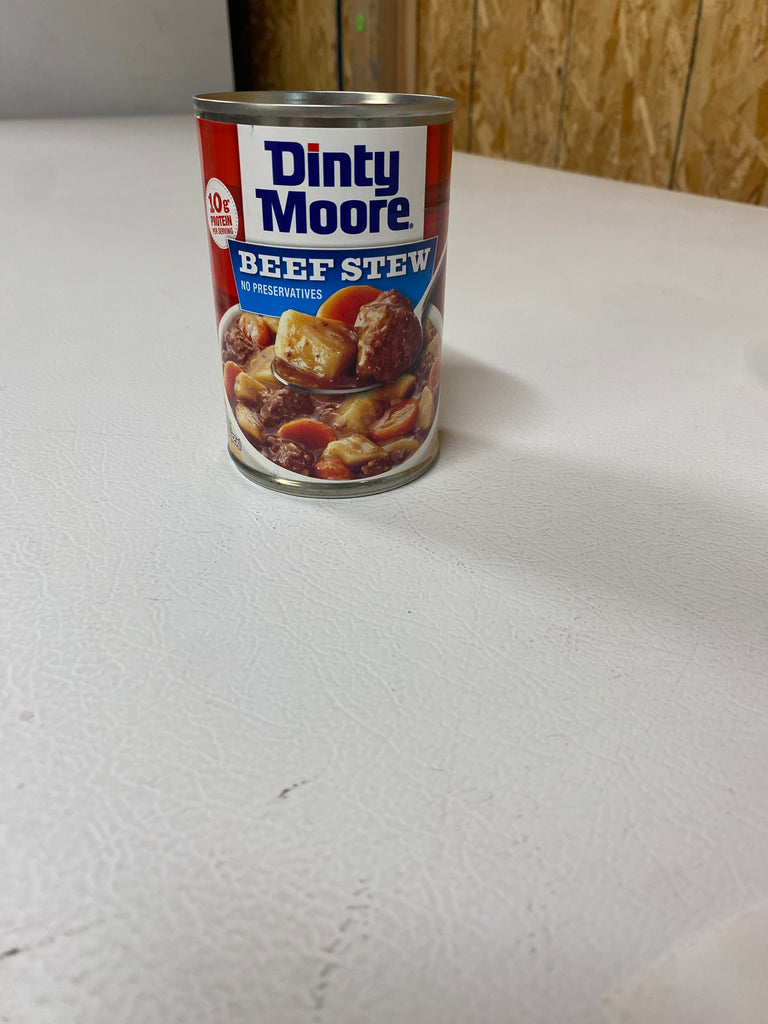 Dinty
Moore®
10g
PROTEIN
PER SERVING
BEEF STEW
NO PRESERVATIVES